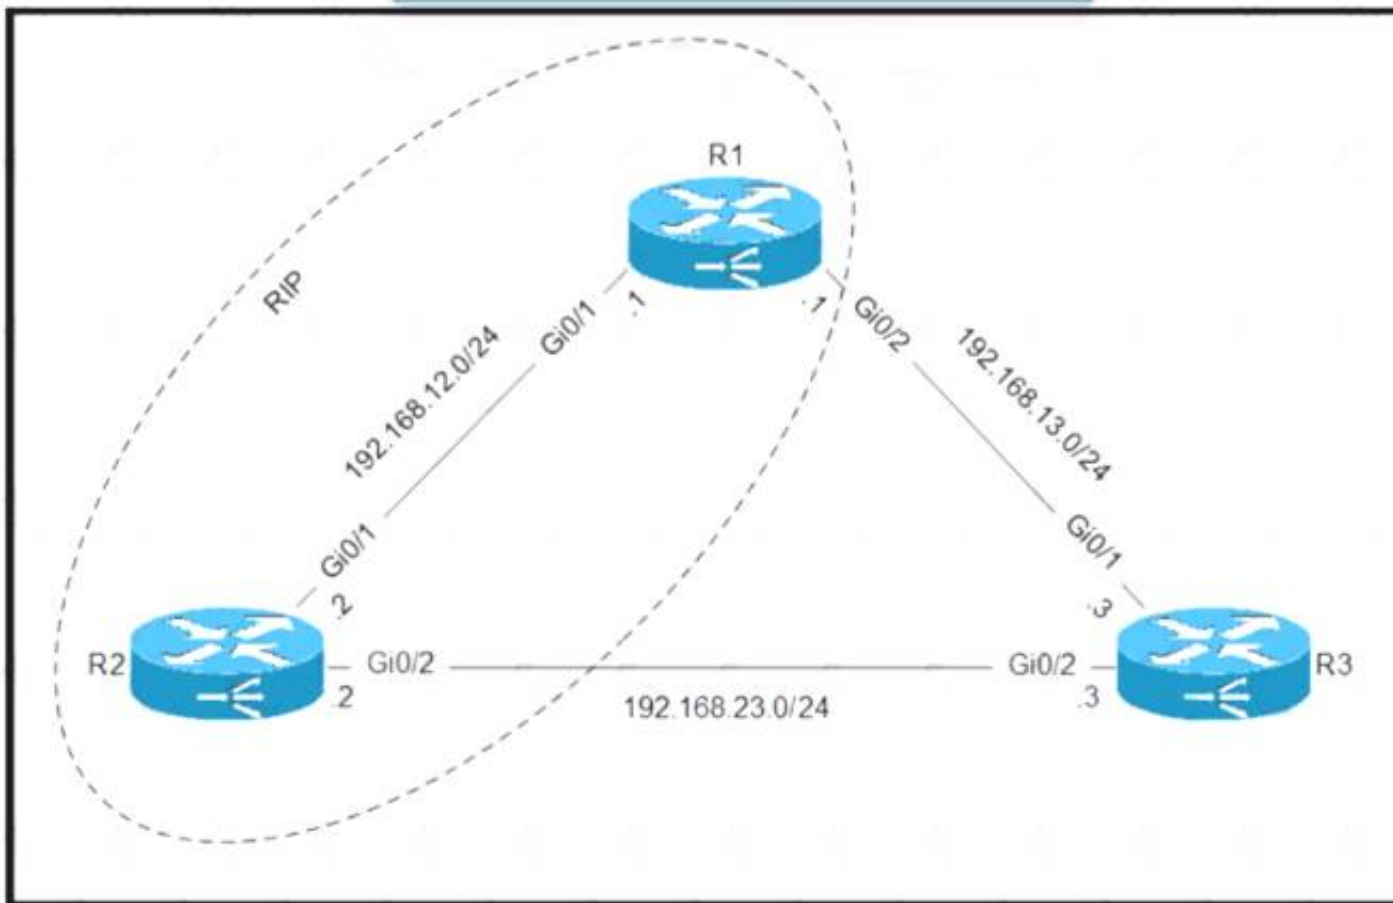 R1
RIP
.1
.1
Gi0/1
Gi0/2
192.168.12.0/24
192.168.13.0/24
Gi0/1
Gi0/1
.2
.3
R2
Gi0/2
Gi0/2
R3
.2
.3
192.168.23.0/24